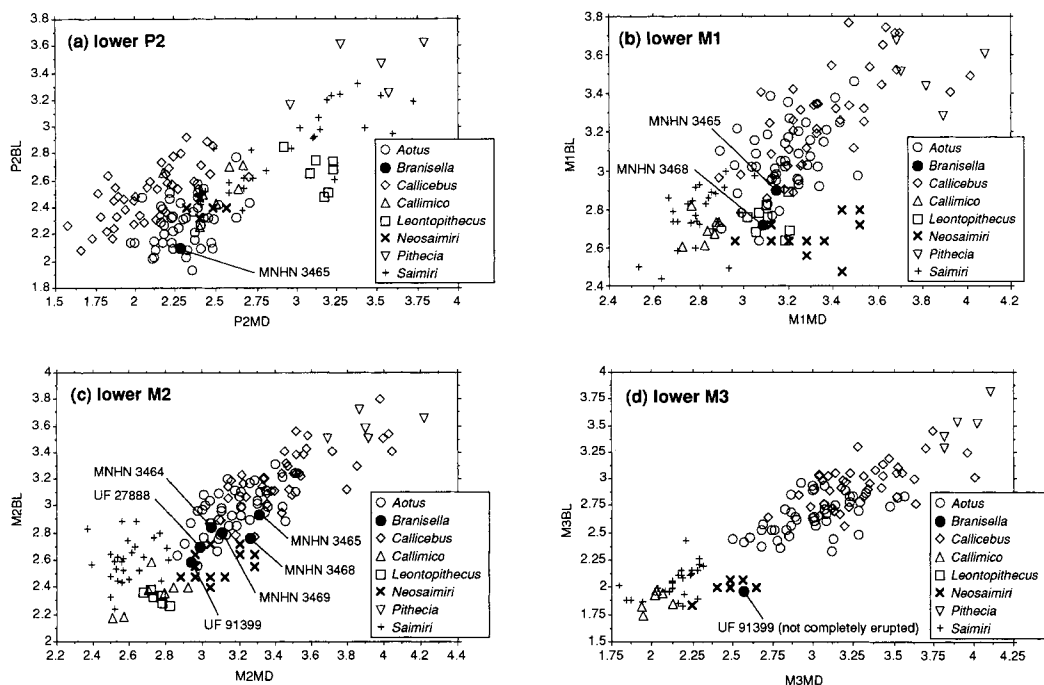 (a) lower P2
3.8
3.6
3.4
3.2
3
2.8
2.6
2.4
2.2
2
1.8
P2BL
1.5
1.75
2
2.25
2.5
2.75
3
3.25
3.5
3.75
4
P2MD
MNHN 3465
Aotus
Branisella
Callicebus
Callimico
Leontopithecus
Neosaimiri
Pithecia
Saimiri
(b) lower M1
3.8
3.6
3.4
3.2
3
2.8
2.6
2.4
M1BL
2.4
2.6
2.8
3
3.2
3.4
3.6
3.8
4
4.2
M1MD
MNHN 3465
MNHN 3468
Aotus
Branisella
Callicebus
Callimico
Leontopithecus
Neosaimiri
Pithecia
Saimiri
(c) lower M2
4
3.8
3.6
3.4
3.2
3
2.8
2.6
2.4
2.2
2
M2BL
2.2
2.4
2.6
2.8
3
3.2
3.4
3.6
3.8
4
4.2
4.4
M2MD
MNHN 3464
UF 27888
MNHN 3465
MNHN 3468
MNHN 3469
UF 91399
Aotus
Branisella
Callicebus
Callimico
Leontopithecus
Neosaimiri
Pithecia
Saimiri
(d) lower M3
4
3.75
3.5
3.25
3
2.75
2.5
2.25
2
1.75
1.5
M3BL
1.75
2
2.25
2.5
2.75
3
3.25
3.5
3.75
4
4.25
M3MD
UF 91399 (not completely erupted)
Aotus
Branisella
Callicebus
Callimico
Leontopithecus
Neosaimiri
Pithecia
Saimiri